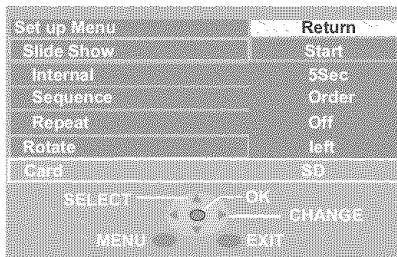 Set up Menu Return
Slide Show Start
Internal 5Sec
Sequence Order
Repeat Off
Rotate left
Card SD
SELECT OK
CHANGE
MENU EXIT